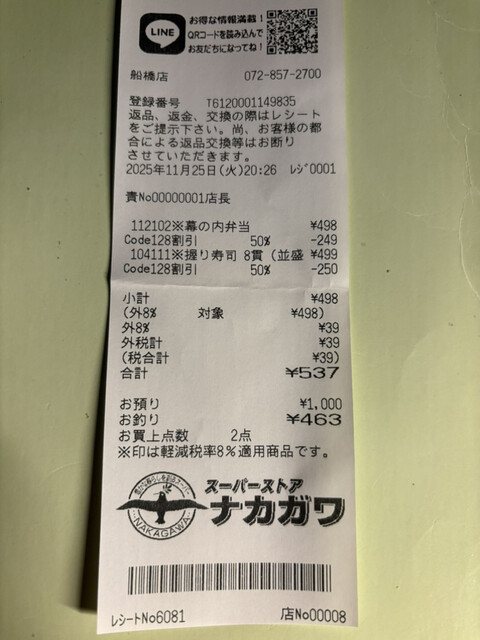 お得な情報満載!
LINE
QRコードを読み込んで
お友だちになってね!
船橋店 072-857-2700
登録番号 T6120001149835
返品、返金、交換の際はレシート
をご提示下さい。尚、お客様の都
合による返品交換等はお断り
させていただきます。
2025年11月25日(火)20:26 レジ0001
責No00000001店長
112102※幕の内弁当 ¥498
Code128割引 50% -249
104111※握り寿司 8貫(並盛 ¥499
Code128割引 50% -250
小計 ¥498
(外8% 対象 ¥498)
外8% ¥39
外税計 ¥39
(税合計 ¥39)
合計 ¥537
お預り ¥1,000
お釣り ¥463
お買上点数 2点
※印は軽減税率8%適用商品です。
スーパーストア
ナカガワ
NAKAGAWA
レシートNo6081 店No00008